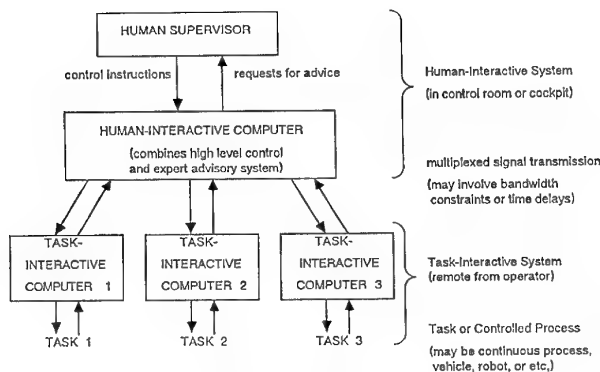 HUMAN SUPERVISOR
control instructions
requests for advice
Human-Interactive System
(in control room or cockpit)
HUMAN-INTERACTIVE COMPUTER
(combines high level control
and expert advisory system)
multiplexed signal transmission
(may involve bandwidth
constraints or time delays)
TASK-
INTERACTIVE
COMPUTER 1
TASK-
INTERACTIVE
COMPUTER 2
TASK-
INTERACTIVE
COMPUTER 3
Task-Interactive System
(remote from operator)
TASK 1
TASK 2
TASK 3
Task or Controlled Process
(may be continuous process,
vehicle, robot, or etc,)